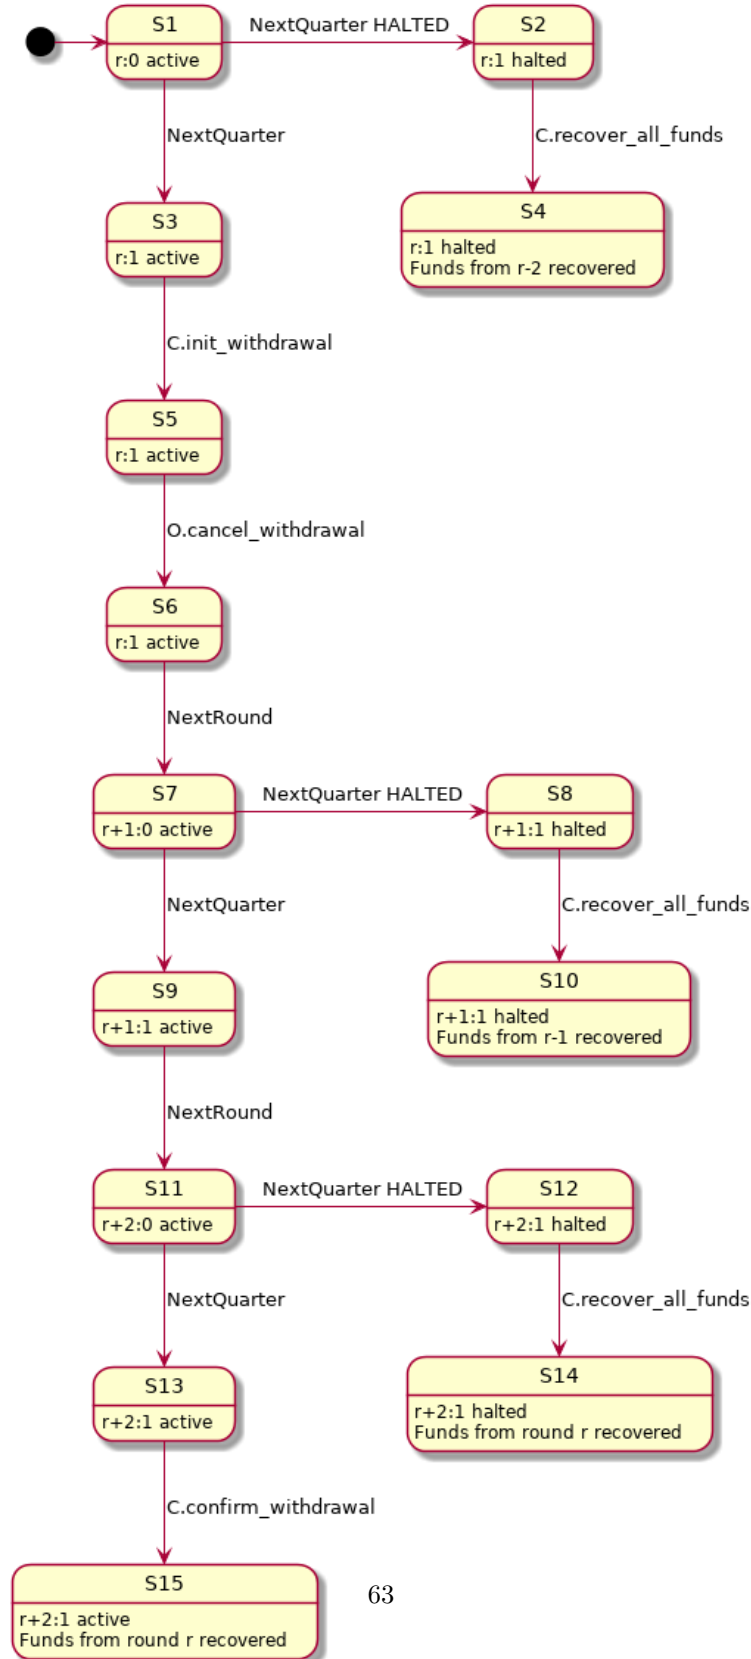 S1
r:0 active
NextQuarter HALTED
S2
r:1 halted
NextQuarter
C.recover_all_funds
S3
r:1 active
S4
r:1 halted
Funds from r-2 recovered
C.init_withdrawal
S5
r:1 active
O.cancel_withdrawal
S6
r:1 active
NextRound
S7
r+1:0 active
NextQuarter HALTED
S8
r+1:1 halted
NextQuarter
C.recover_all_funds
S9
r+1:1 active
S10
r+1:1 halted
Funds from r-1 recovered
NextRound
S11
r+2:0 active
NextQuarter HALTED
S12
r+2:1 halted
NextQuarter
C.recover_all_funds
S13
r+2:1 active
S14
r+2:1 halted
Funds from round r recovered
C.confirm_withdrawal
S15
r+2:1 active
Funds from round r recovered
63